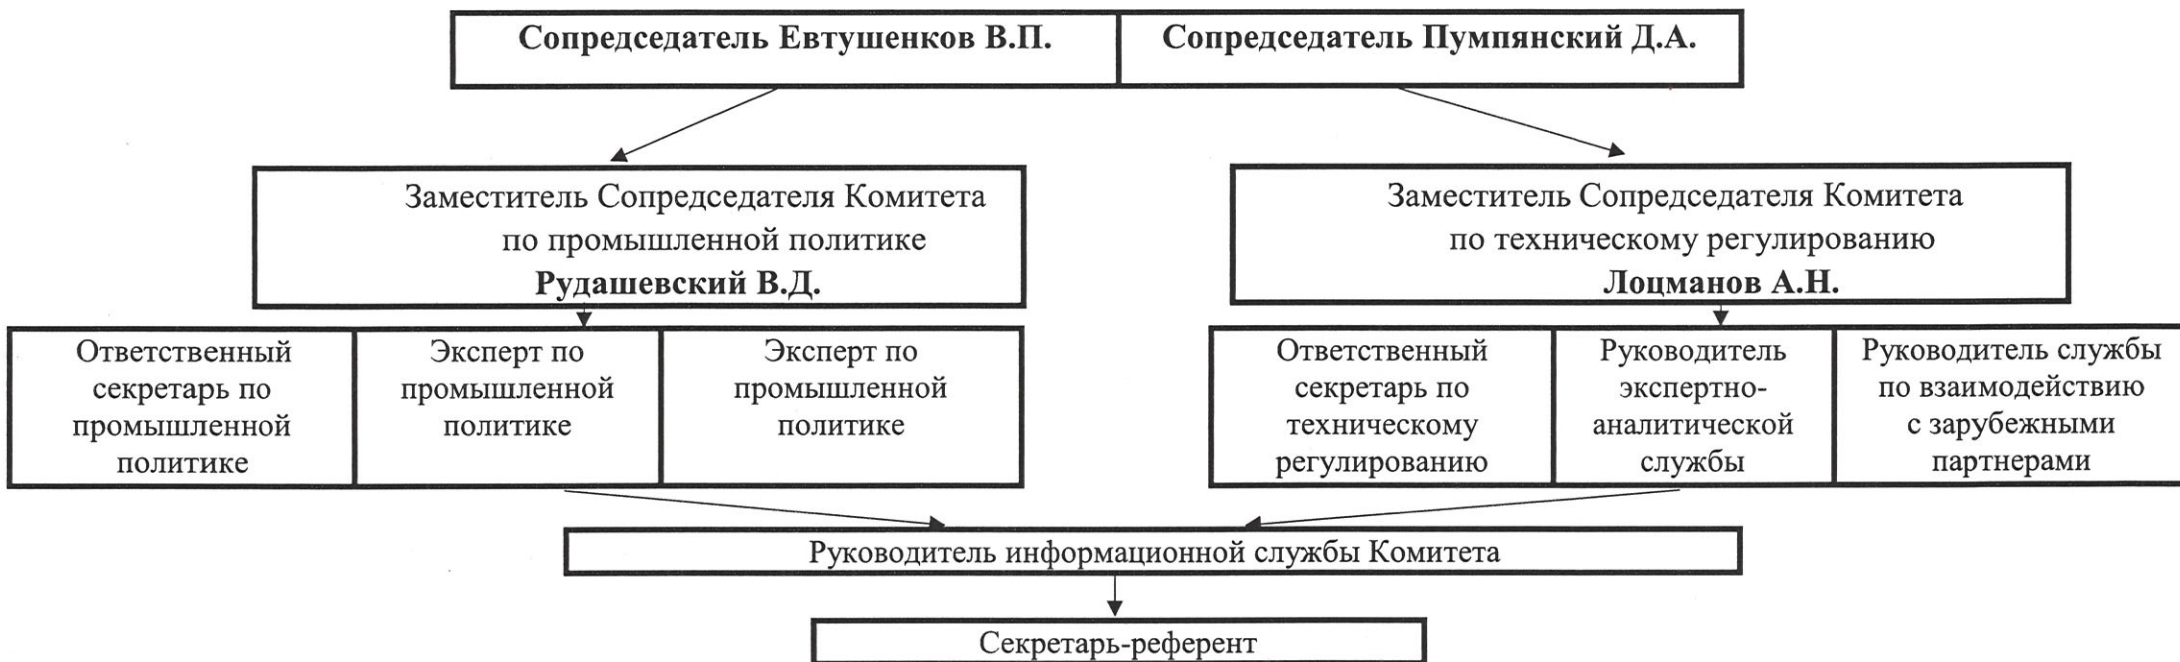 Сопредседатель Евтушенков В.П.
Сопредседатель Пумпянский Д.А.
Заместитель Сопредседателя Комитета
по промышленной политике
Рудашевский В.Д.
Заместитель Сопредседателя Комитета
по техническому регулированию
Лоцманов А.Н.
Ответственный
секретарь по
промышленной
политике
Эксперт по
промышленной
политике
Эксперт по
промышленной
политике
Ответственный
секретарь по
техническому
регулированию
Руководитель
экспертно-
аналитической
службы
Руководитель службы
по взаимодействию
с зарубежными
партнерами
Руководитель информационной службы Комитета
Секретарь-референт